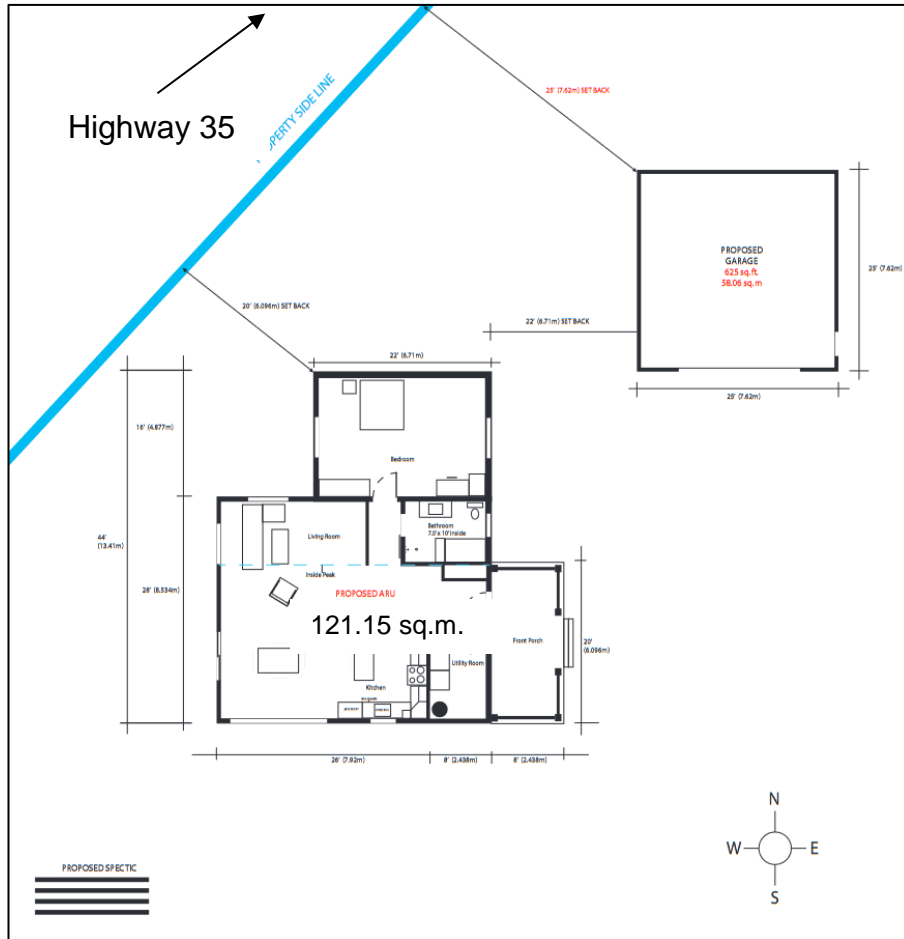 Highway 35
PERTY SIDE LINE
25' (7.62m) SET BACK
PROPOSED
GARAGE
625 sq.ft.
58.06 sq. m
25' (7.62m)
20' (6.096m) SET BACK
22' (6.71m) SET BACK
22' (6.71m)
25' (7.62m)
16' (4.877m)
Bedroom
Bathroom
7.5' x 10' Inside
Living Room
44'
(13.41m)
28' (8.534m)
Inside Peak
PROPOSED ARU
121.15 sq.m.
Front Porch
20'
(6.096m)
Utility Room
Kitchen
26' (7.92m)
8' (2.438m)
8' (2.438m)
N
W
E
S
PROPOSED SPECTIC